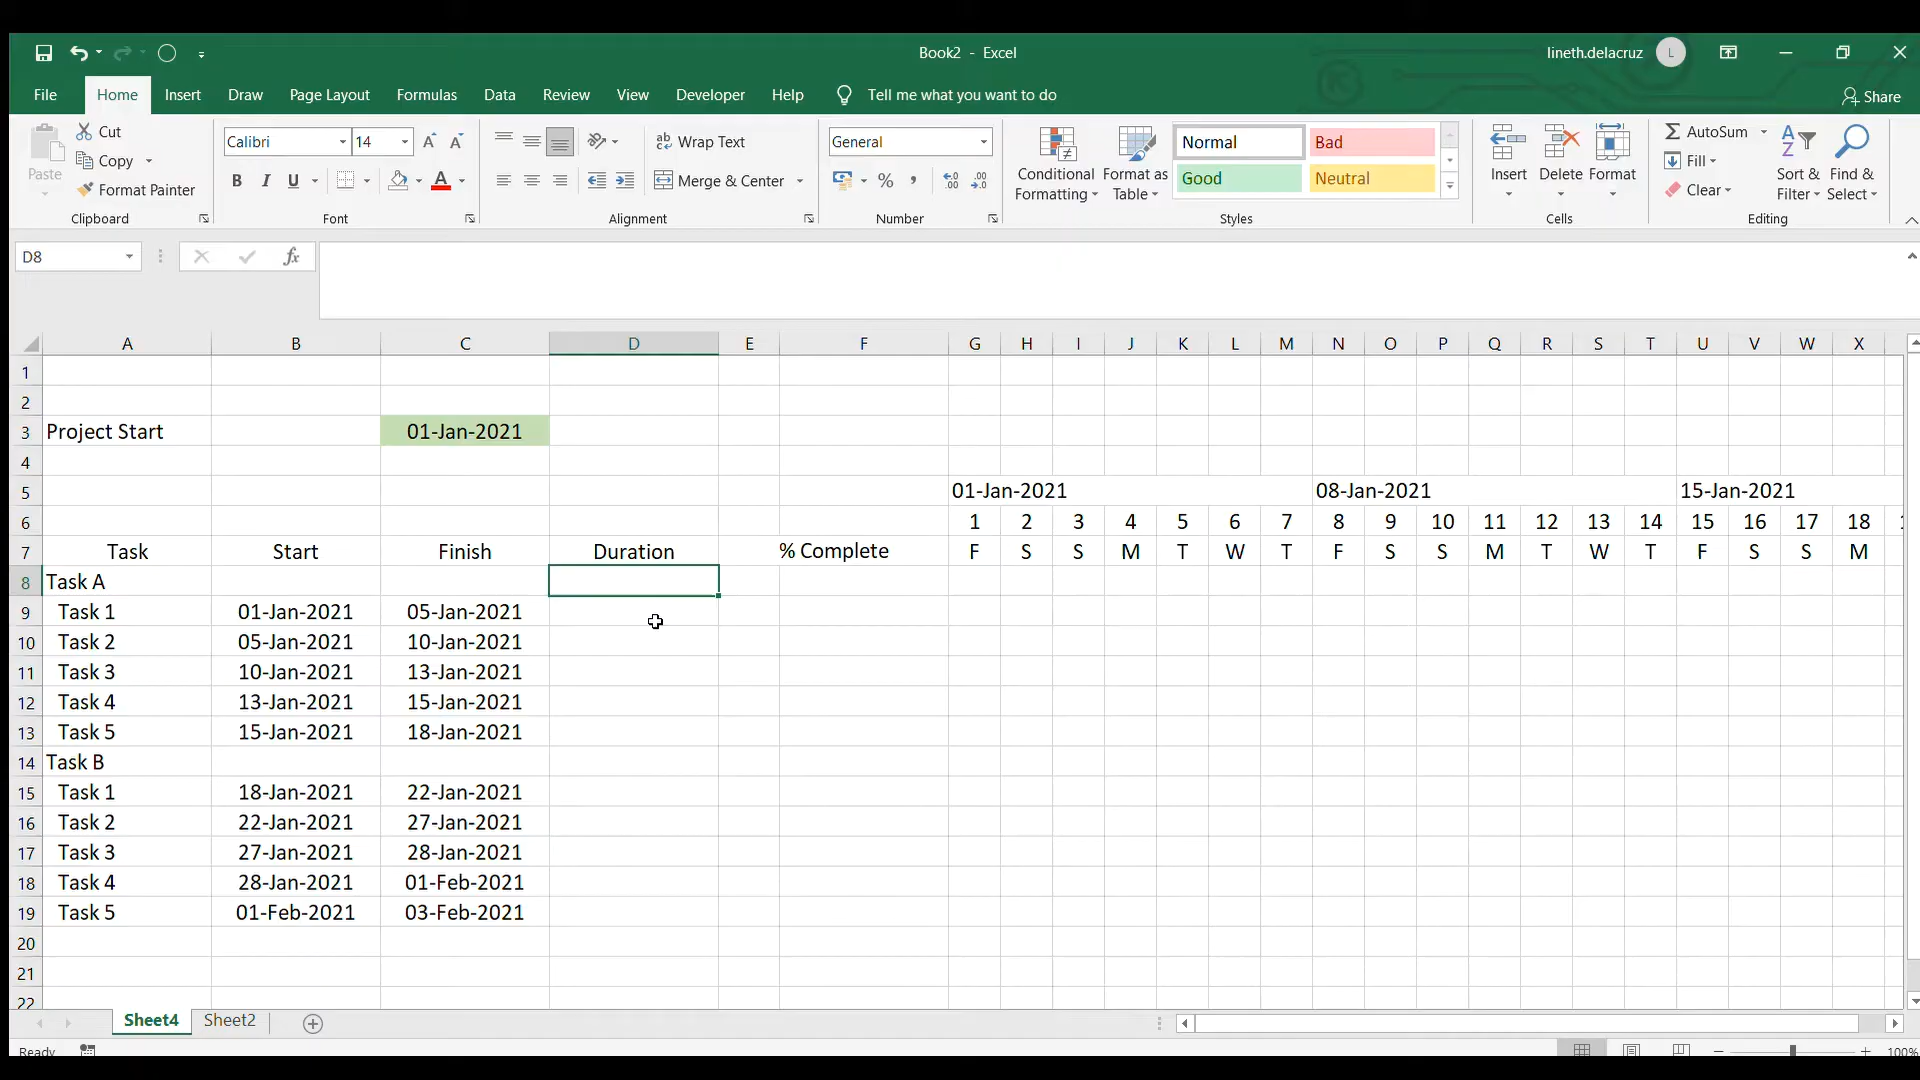 Book2 - Excel
lineth.delacruz L
File Home Insert Draw Page Layout Formulas Data Review View Developer Help Tell me what you want to do Share
Paste
Cut
Copy
Format Painter
Clipboard
Calibri 14
B I U A
Font
Wrap Text
Merge & Center
Alignment
General
Number
Conditional Formatting
Format as Table
Normal Bad
Good Neutral
Styles
Insert Delete Format
Cells
AutoSum
Fill
Clear
Sort & Filter
Find & Select
Editing
D8 fx
A B C D E F G H I J K L M N O P Q R S T U V W X
1
2
3 Project Start 01-Jan-2021
4
5 01-Jan-2021 08-Jan-2021 15-Jan-2021
6 1 2 3 4 5 6 7 8 9 10 11 12 13 14 15 16 17 18
7 Task Start Finish Duration % Complete F S S M T W T F S S M T W T F S S M
8 Task A
9 Task 1 01-Jan-2021 05-Jan-2021
10 Task 2 05-Jan-2021 10-Jan-2021
11 Task 3 10-Jan-2021 13-Jan-2021
12 Task 4 13-Jan-2021 15-Jan-2021
13 Task 5 15-Jan-2021 18-Jan-2021
14 Task B
15 Task 1 18-Jan-2021 22-Jan-2021
16 Task 2 22-Jan-2021 27-Jan-2021
17 Task 3 27-Jan-2021 28-Jan-2021
18 Task 4 28-Jan-2021 01-Feb-2021
19 Task 5 01-Feb-2021 03-Feb-2021
20
21
22
Sheet4 Sheet2
Ready 100%